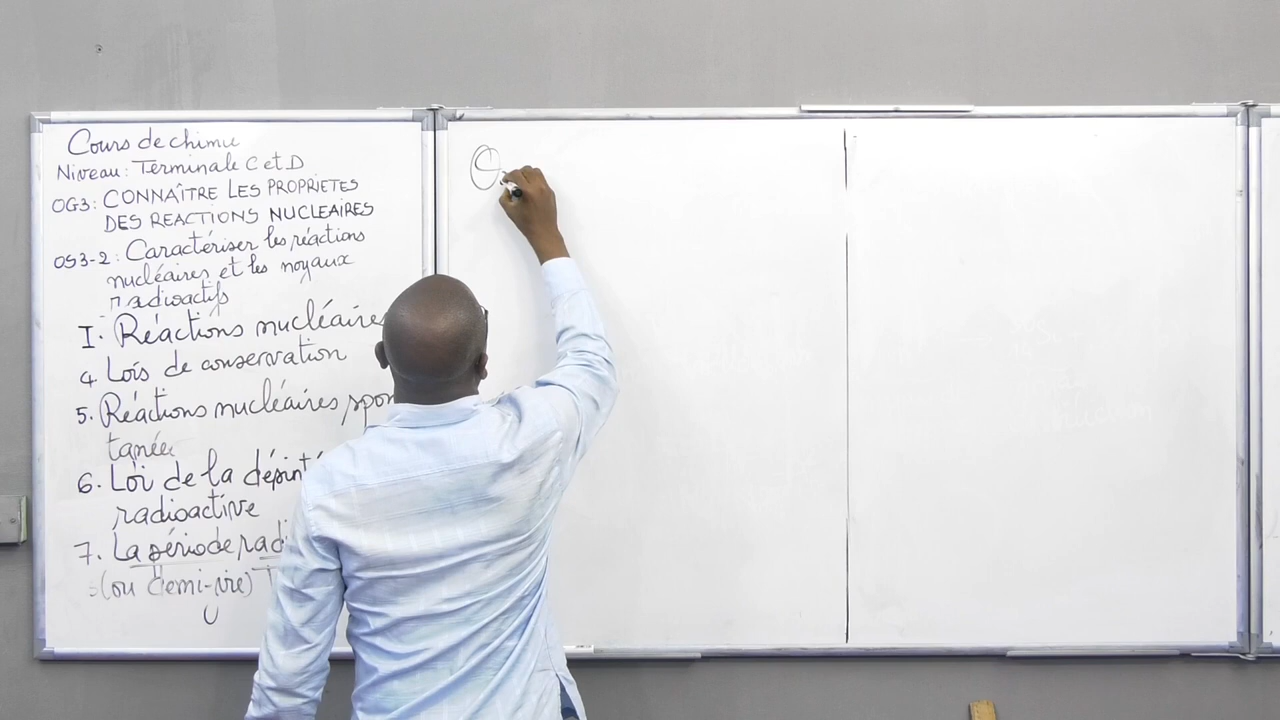 Cours de chimie
Niveau: Terminale C et D
OG3: CONNAÎTRE LES PROPRIETES
DES REACTIONS NUCLEAIRES
OS3-2: Caractériser les réactions
nucléaires et les noyaux
radioactifs
I. Réactions nucléaires
4. Lois de conservation
5. Réactions nucléaires spon
tanée
6. Loi de la désint
radioactive
7. La période radi
(ou demi-vie) T